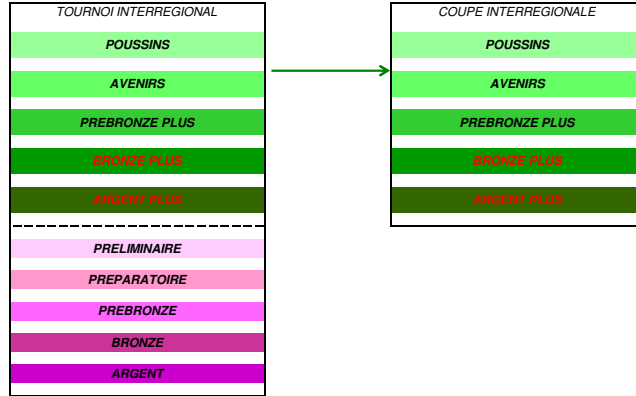 TOURNOI INTERREGIONAL
POUSSINS
AVENIRS
PREBRONZE PLUS
BRONZE PLUS
ARGENT PLUS
PRELIMINAIRE
PREPARATOIRE
PREBRONZE
BRONZE
ARGENT
COUPE INTERREGIONALE
POUSSINS
AVENIRS
PREBRONZE PLUS
BRONZE PLUS
ARGENT PLUS